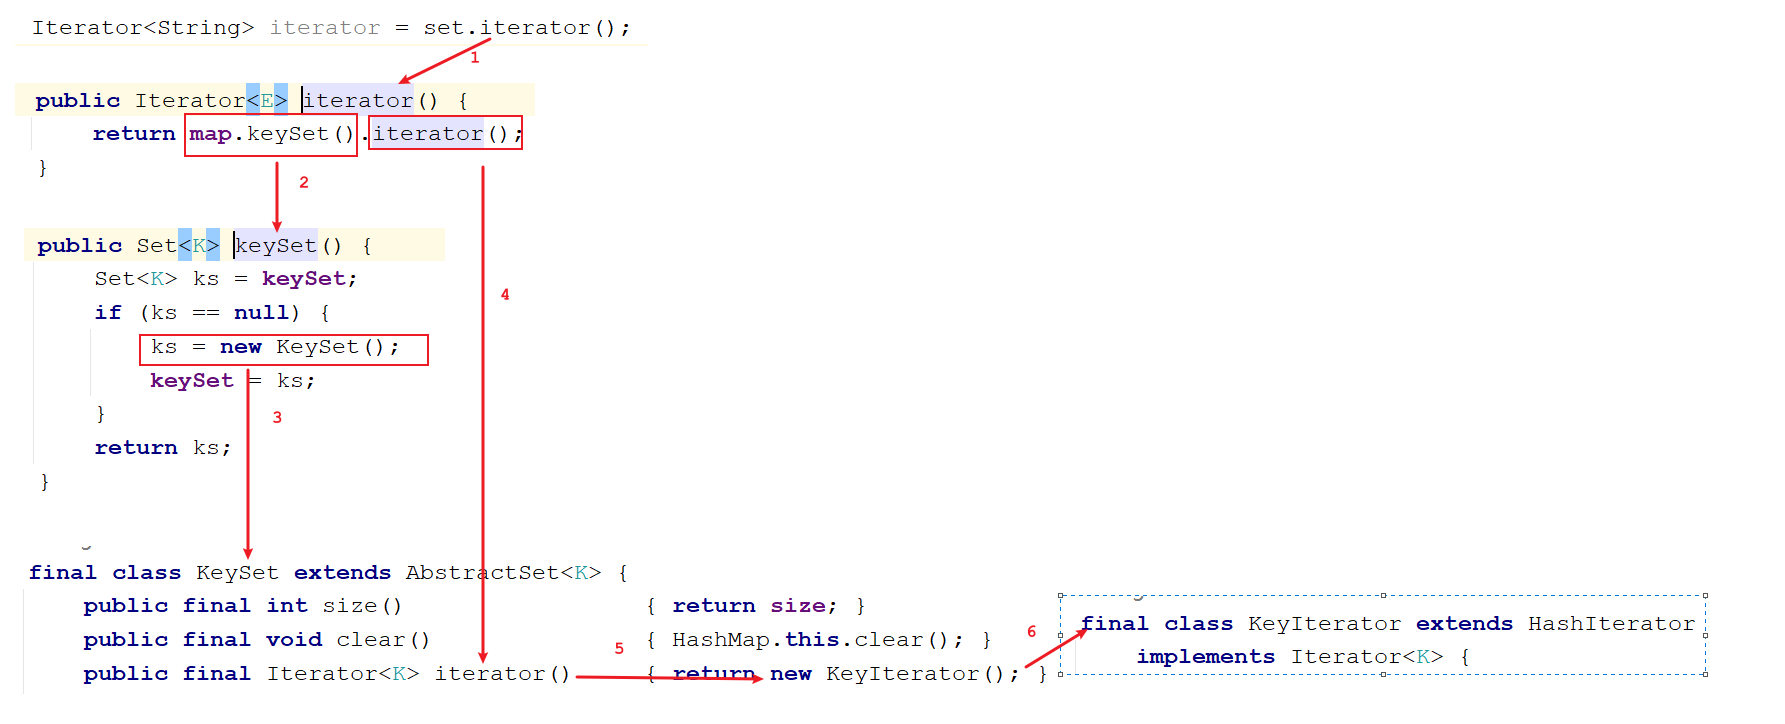 Iterator<String> iterator = set.iterator();
1
public Iterator<E> iterator() {
return map.keySet().iterator();
}
2
public Set<K> keySet() {
Set<K> ks = keySet;
if (ks == null) {
ks = new KeySet();
keySet = ks;
}
return ks;
}
3
4
final class KeySet extends AbstractSet<K> {
public final int size() { return size; }
public final void clear() { HashMap.this.clear(); }
public final Iterator<K> iterator() { return new KeyIterator(); }
5
6
final class KeyIterator extends HashIterator
implements Iterator<K> {